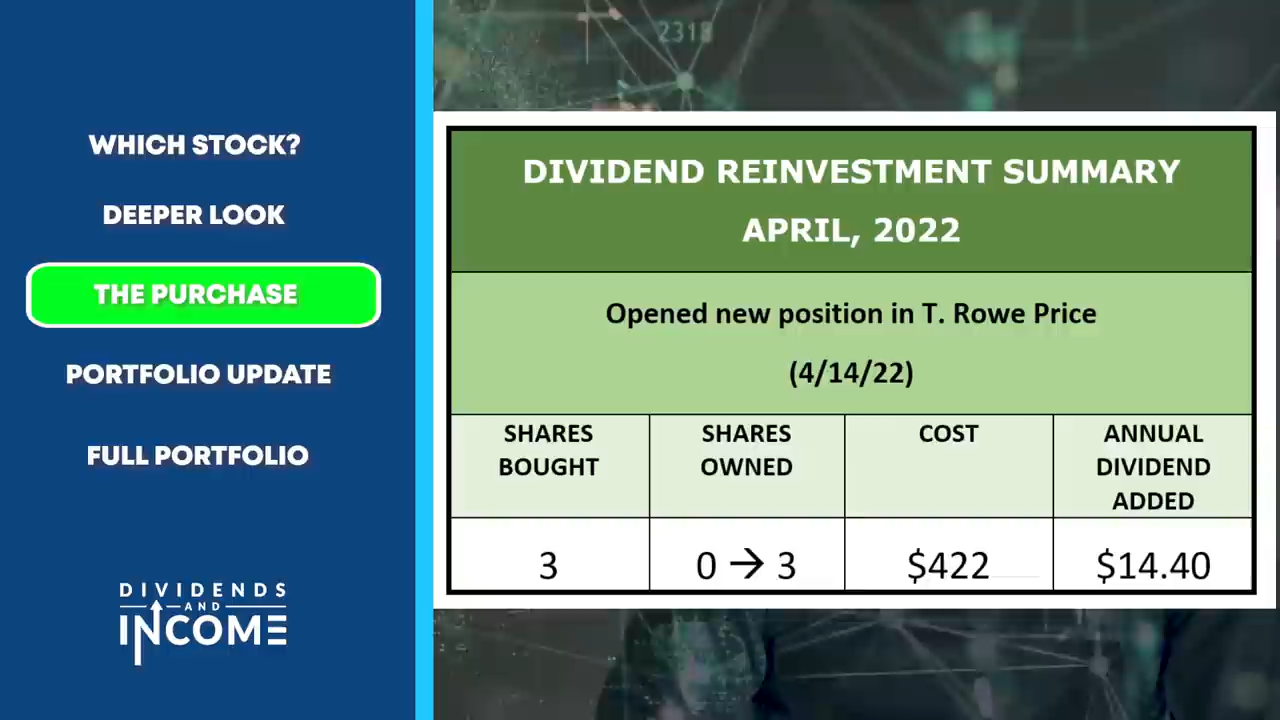 2318
WHICH STOCK?
DEEPER LOOK
THE PURCHASE
PORTFOLIO UPDATE
FULL PORTFOLIO
DIVIDENDS
AND
INCOME
DIVIDEND REINVESTMENT SUMMARY
APRIL, 2022
Opened new position in T. Rowe Price
(4/14/22)
SHARES
BOUGHT
SHARES
OWNED
COST
ANNUAL
DIVIDEND
ADDED
3
0 → 3
$422
$14.40